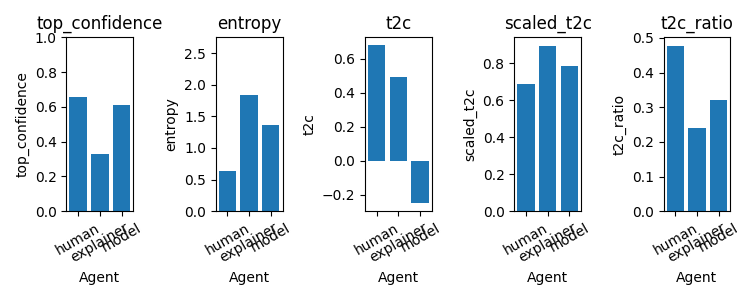 top_confidence
top_confidence
1.0
0.8
0.6
0.4
0.2
0.0
human
explainer
model
Agent
entropy
entropy
2.5
2.0
1.5
1.0
0.5
0.0
human
explainer
model
Agent
t2c
t2c
0.6
0.4
0.2
0.0
−0.2
human
explainer
model
Agent
scaled_t2c
scaled_t2c
0.8
0.6
0.4
0.2
0.0
human
explainer
model
Agent
t2c_ratio
t2c_ratio
0.5
0.4
0.3
0.2
0.1
0.0
human
explainer
model
Agent